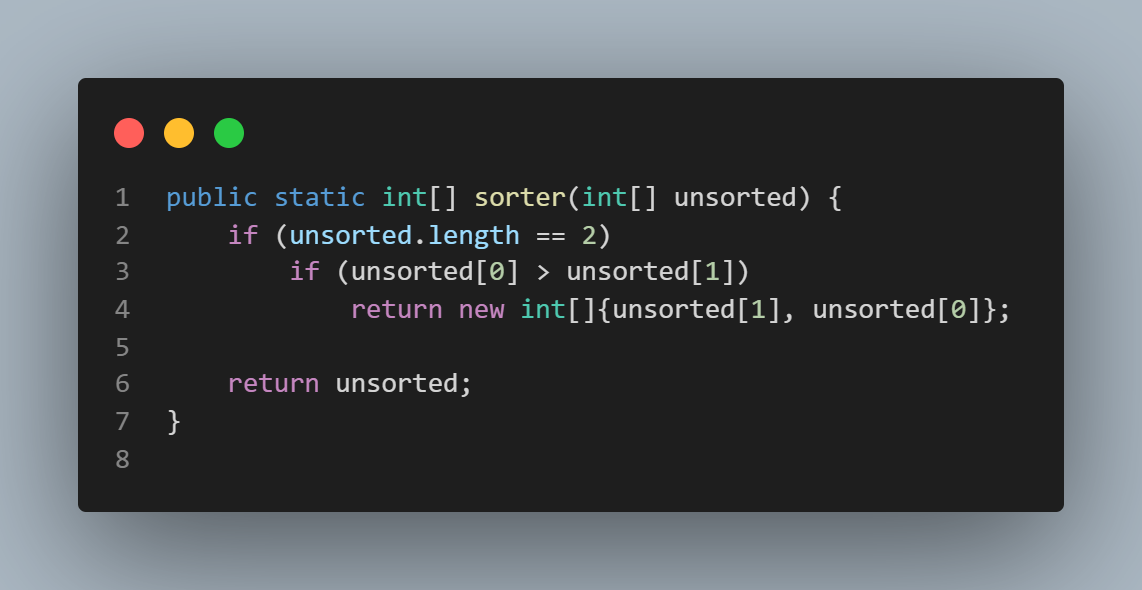 1 public static int[] sorter(int[] unsorted) {
2     if (unsorted.length == 2)
3         if (unsorted[0] > unsorted[1])
4             return new int[]{unsorted[1], unsorted[0]};
5
6     return unsorted;
7 }
8